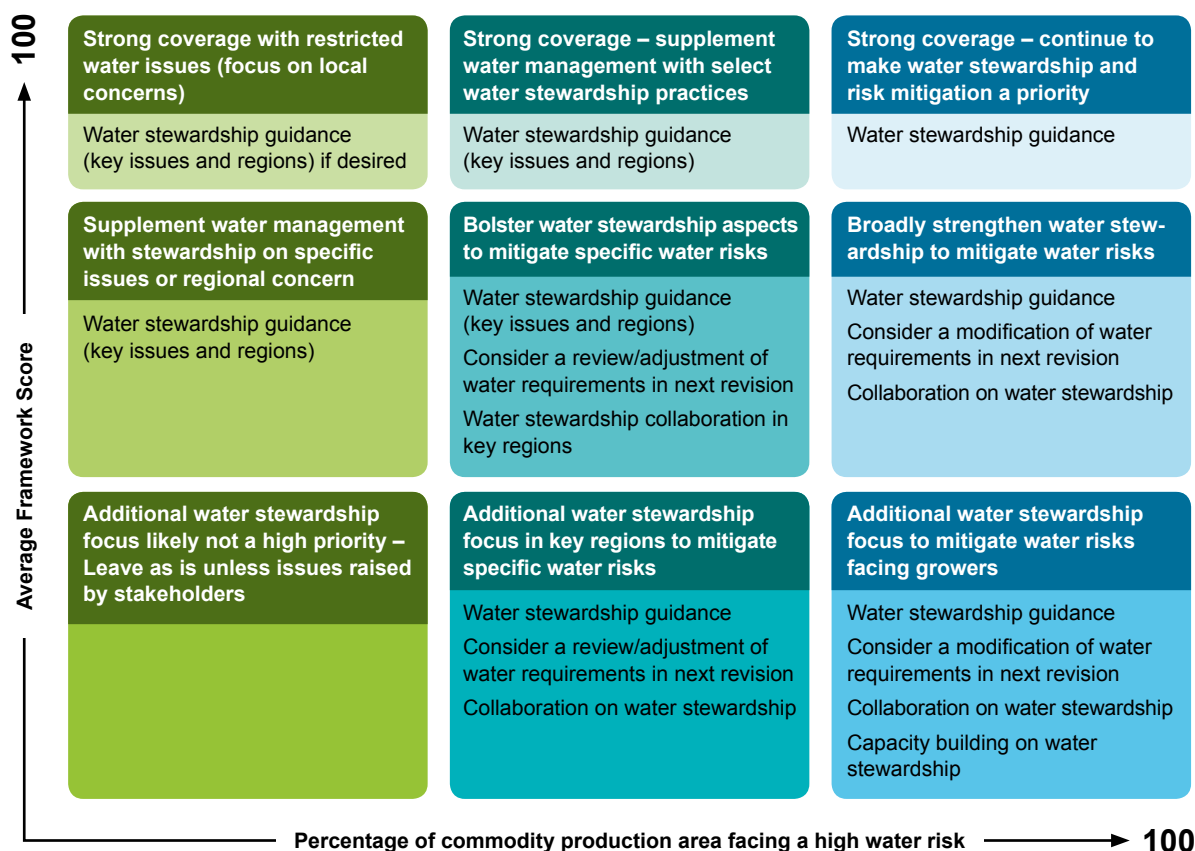 100
Average Framework Score
Strong coverage with restricted
water issues (focus on local
concerns)
Water stewardship guidance
(key issues and regions) if desired
Strong coverage – supplement
water management with select
water stewardship practices
Water stewardship guidance
(key issues and regions)
Strong coverage – continue to
make water stewardship and
risk mitigation a priority
Water stewardship guidance
Supplement water management
with stewardship on specific
issues or regional concern
Water stewardship guidance
(key issues and regions)
Bolster water stewardship aspects
to mitigate specific water risks
Water stewardship guidance
(key issues and regions)
Consider a review/adjustment of
water requirements in next revision
Water stewardship collaboration in
key regions
Broadly strengthen water stew-
ardship to mitigate water risks
Water stewardship guidance
Consider a modification of water
requirements in next revision
Collaboration on water stewardship
Additional water stewardship
focus likely not a high priority –
Leave as is unless issues raised
by stakeholders
Additional water stewardship
focus in key regions to mitigate
specific water risks
Water stewardship guidance
Consider a review/adjustment of
water requirements in next revision
Collaboration on water stewardship
Additional water stewardship
focus to mitigate water risks
facing growers
Water stewardship guidance
Consider a modification of water
requirements in next revision
Collaboration on water stewardship
Capacity building on water
stewardship
Percentage of commodity production area facing a high water risk
100